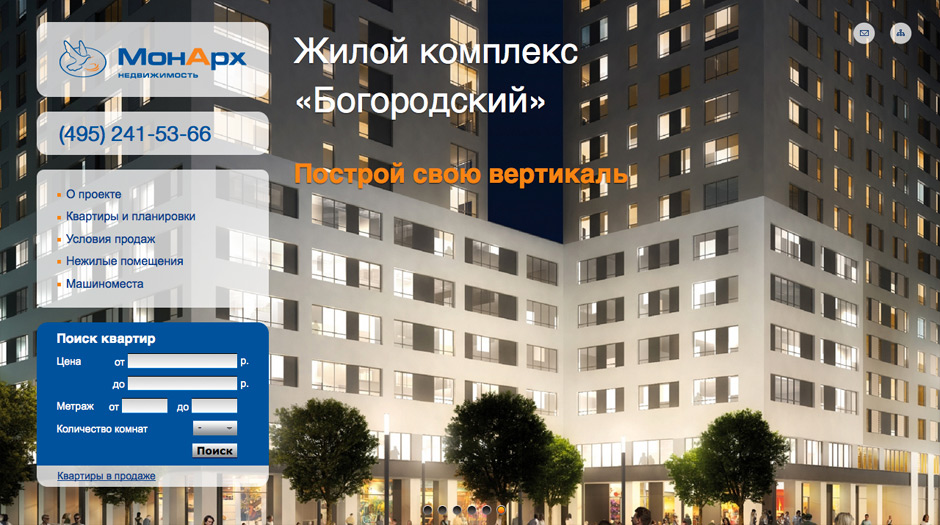 МонАрх
недвижимость
(495) 241-53-66
О проекте
Квартиры и планировки
Условия продаж
Нежилые помещения
Машиноместа
Поиск квартир
Цена от р.
до р.
Метраж от до
Количество комнат -
Поиск
Квартиры в продаже
Жилой комплекс
«Богородский»
Построй свою вертикаль